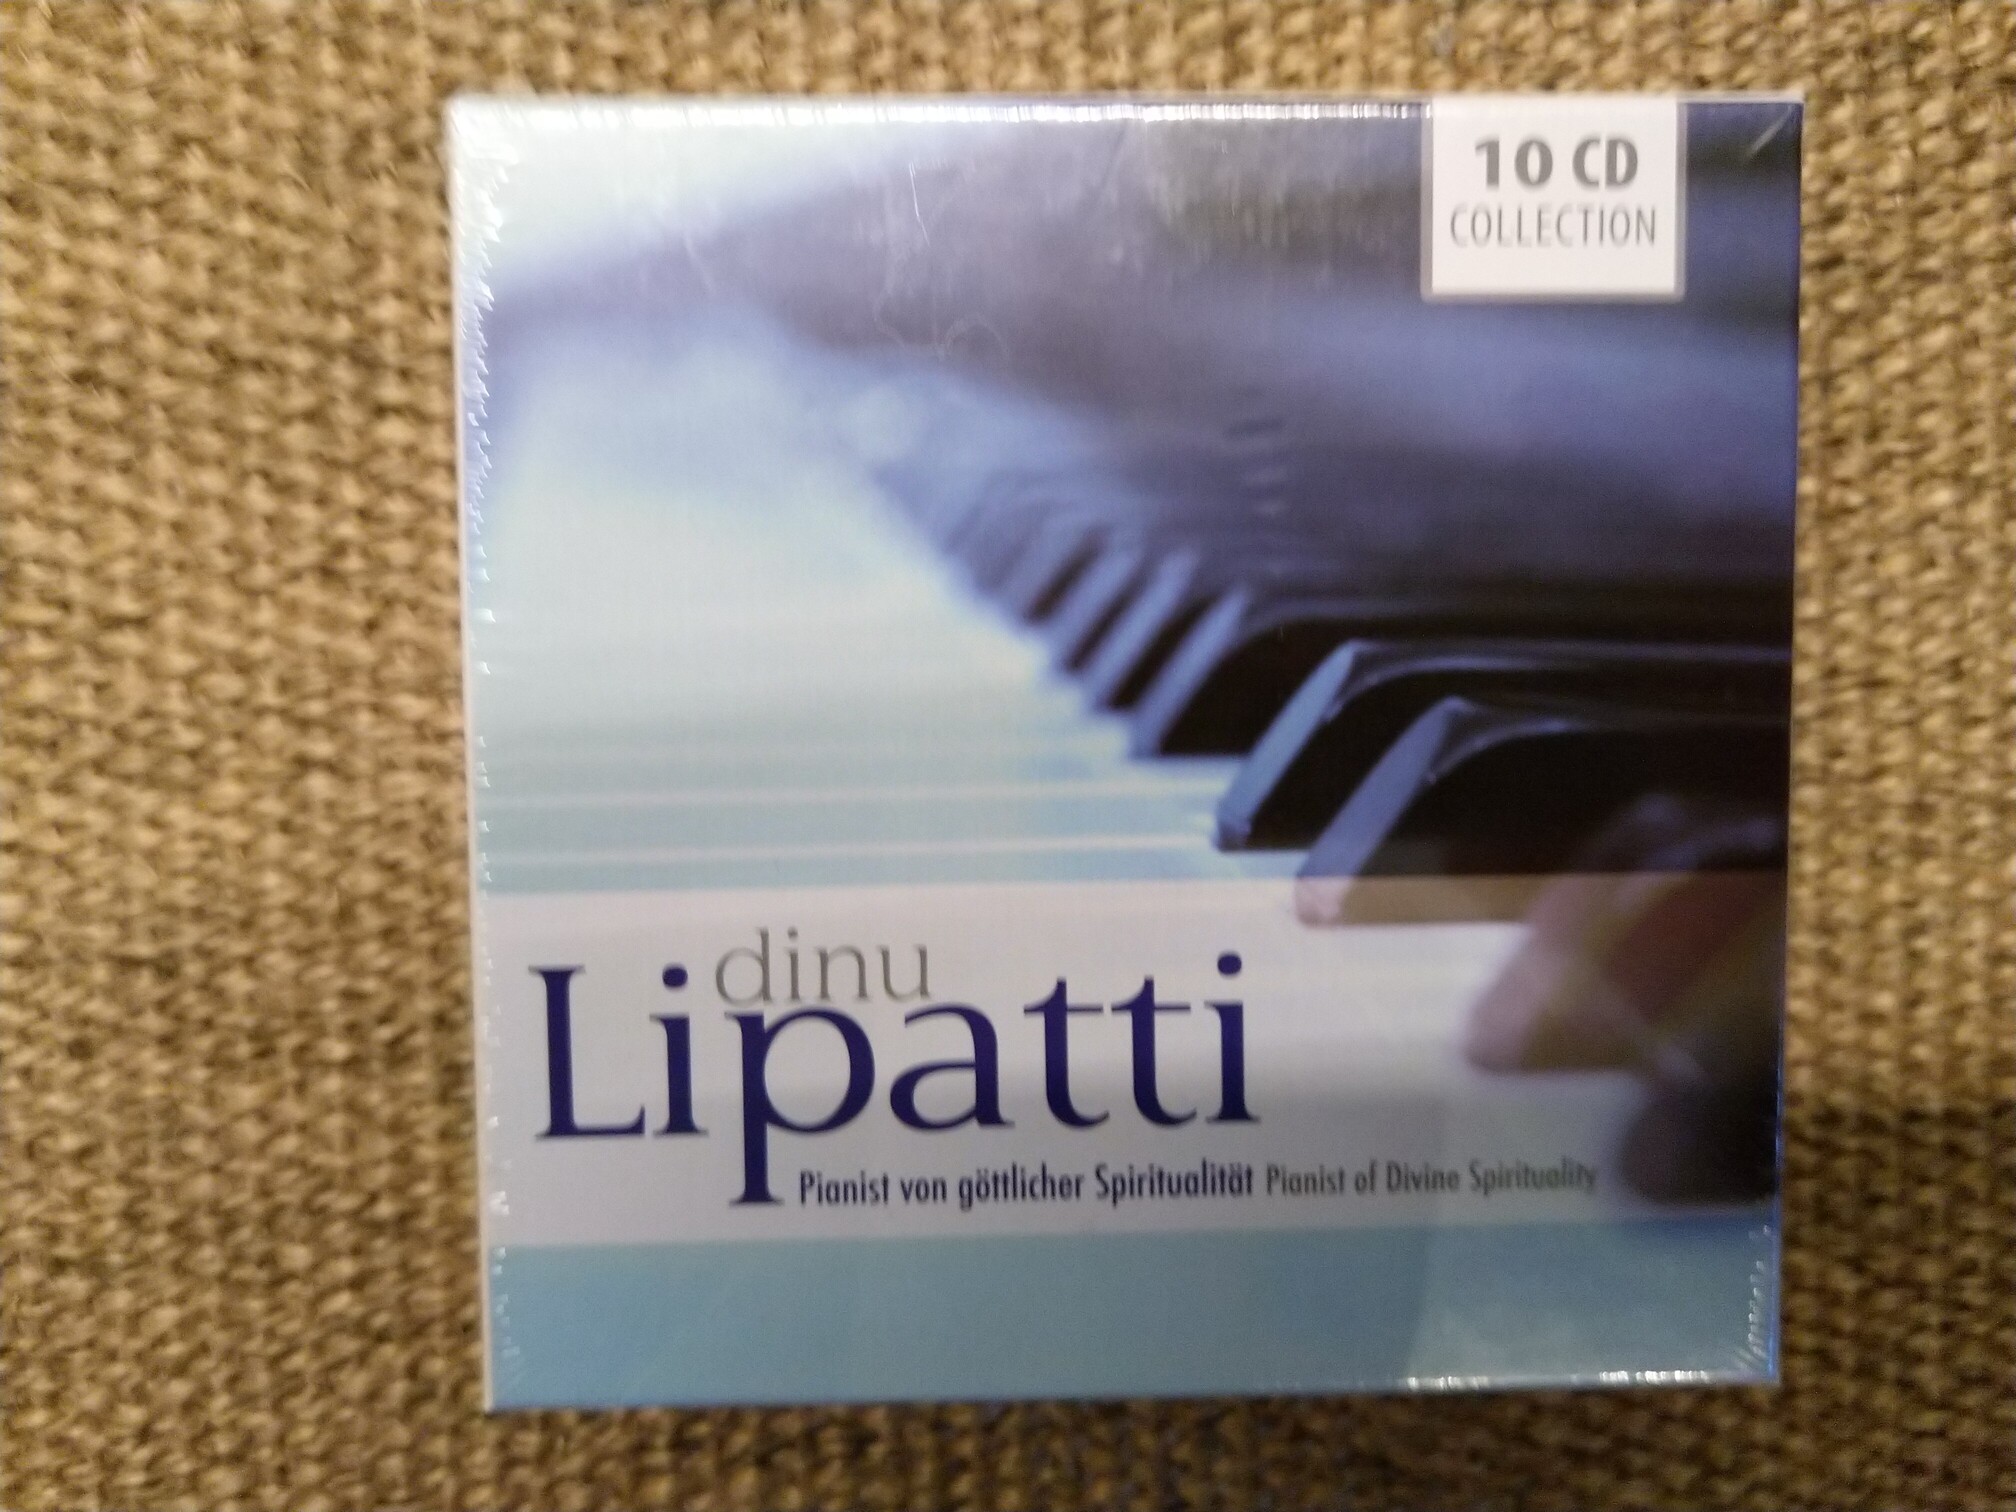 10 CD
COLLECTION
dinu
Lipatti
Pianist von göttlicher Spiritualität Pianist of Divine Spirituality